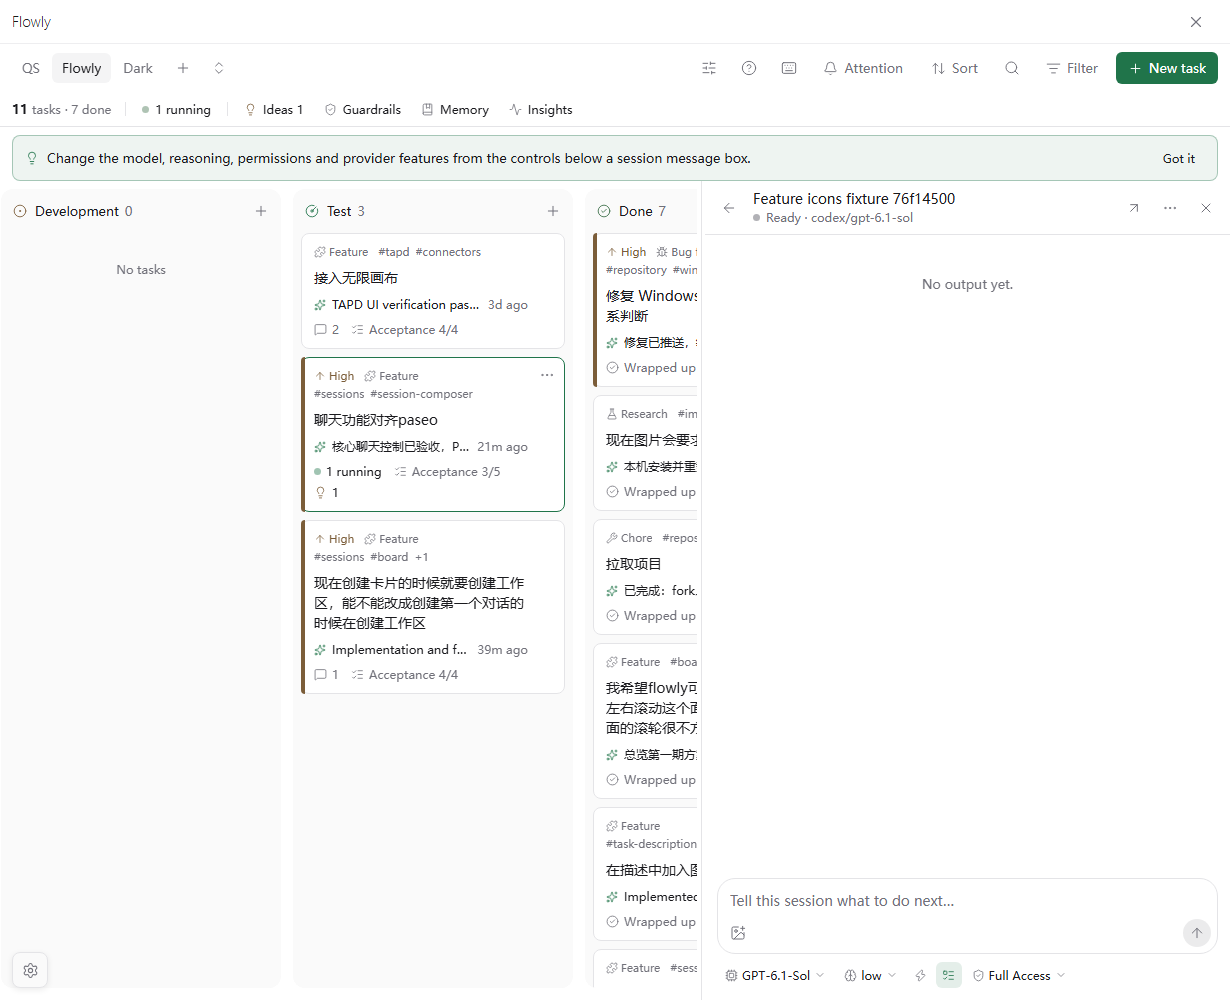 Flowly
QS Flowly Dark
Attention Sort Filter New task
11 tasks · 7 done 1 running Ideas 1 Guardrails Memory Insights
Change the model, reasoning, permissions and provider features from the controls below a session message box. Got it
Development 0
No tasks
Test 3
Feature #tapd #connectors
接入无限画布
TAPD UI verification pas... 3d ago
2 Acceptance 4/4
High Feature
#sessions #session-composer
聊天功能对齐paseo
核心聊天控制已验收，P... 21m ago
1 running Acceptance 3/5
1
High Feature
#sessions #board +1
现在创建卡片的时候就要创建工作
区，能不能改成创建第一个对话的
时候在创建工作区
Implementation and f... 39m ago
1 Acceptance 4/4
Done 7
High Bug
#repository #win
修复 Windows
系判断
修复已推送，
Wrapped up
Research #im
现在图片会要求
本机安装并重
Wrapped up
Chore #repos
拉取项目
已完成：fork.
Wrapped up
Feature #boa
我希望flowly可
左右滚动这个面
面的滚轮很不方
总览第一期方
Wrapped up
Feature
#task-description
在描述中加入图
Implemented
Wrapped up
Feature #sess
Feature icons fixture 76f14500
Ready · codex/gpt-6.1-sol
No output yet.
Tell this session what to do next...
GPT-6.1-Sol low Full Access